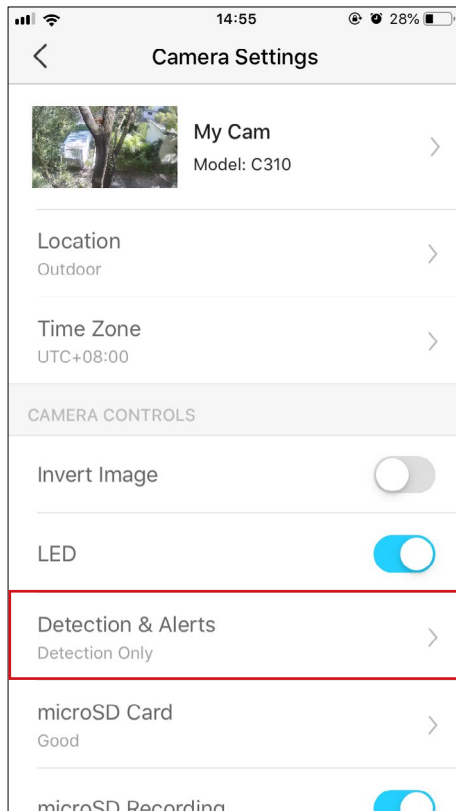 14:55 28%
Camera Settings
My Cam
Model: C310
Location
Outdoor
Time Zone
UTC+08:00
CAMERA CONTROLS
Invert Image
LED
Detection & Alerts
Detection Only
microSD Card
Good
microSD Recording